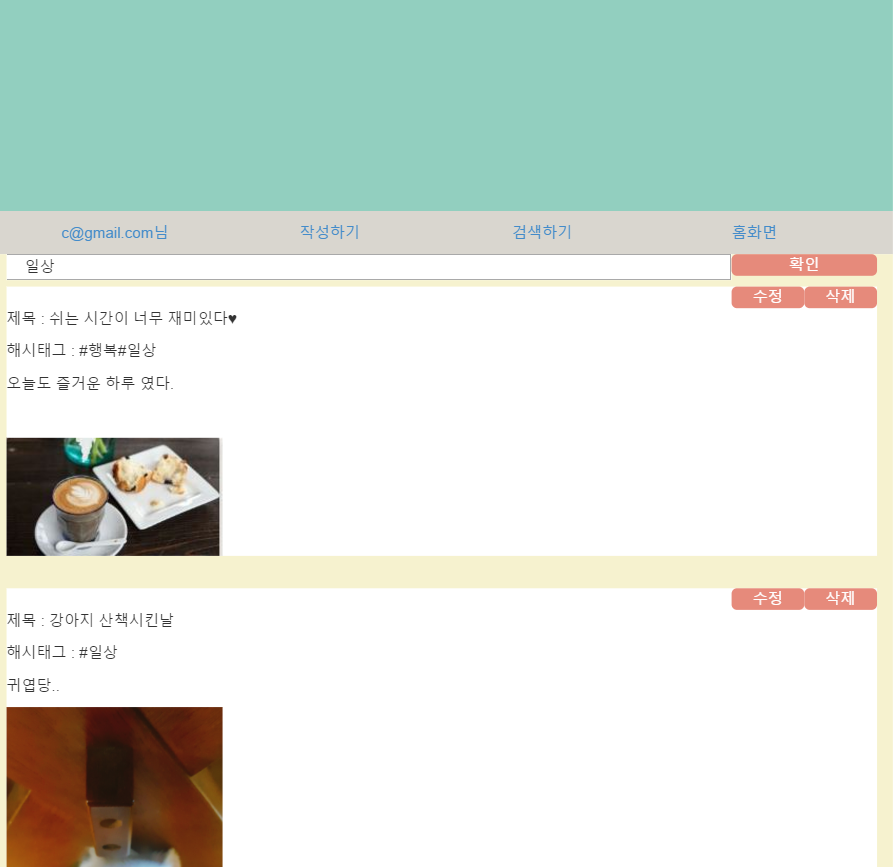 c@gmail.com님 작성하기 검색하기 홈화면
일상 확인
수정 삭제
제목 : 쉬는 시간이 너무 재미있다♥
해시태그 : #행복#일상
오늘도 즐거운 하루 였다.
수정 삭제
제목 : 강아지 산책시킨날
해시태그 : #일상
귀엽당..